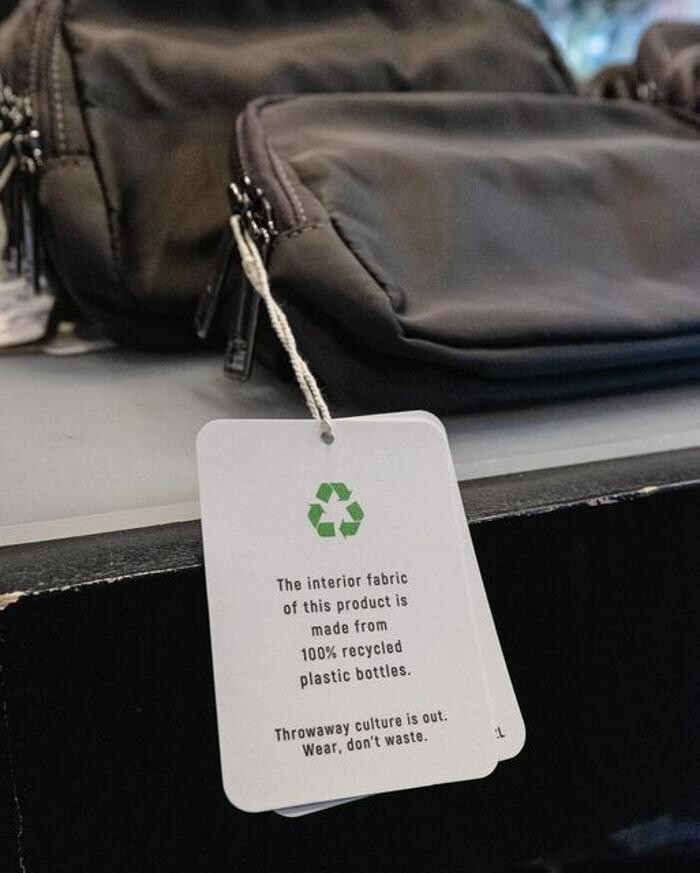 The interior fabric
of this product is
made from
100% recycled
plastic bottles.
Throwaway culture is out.
Wear, don't waste.